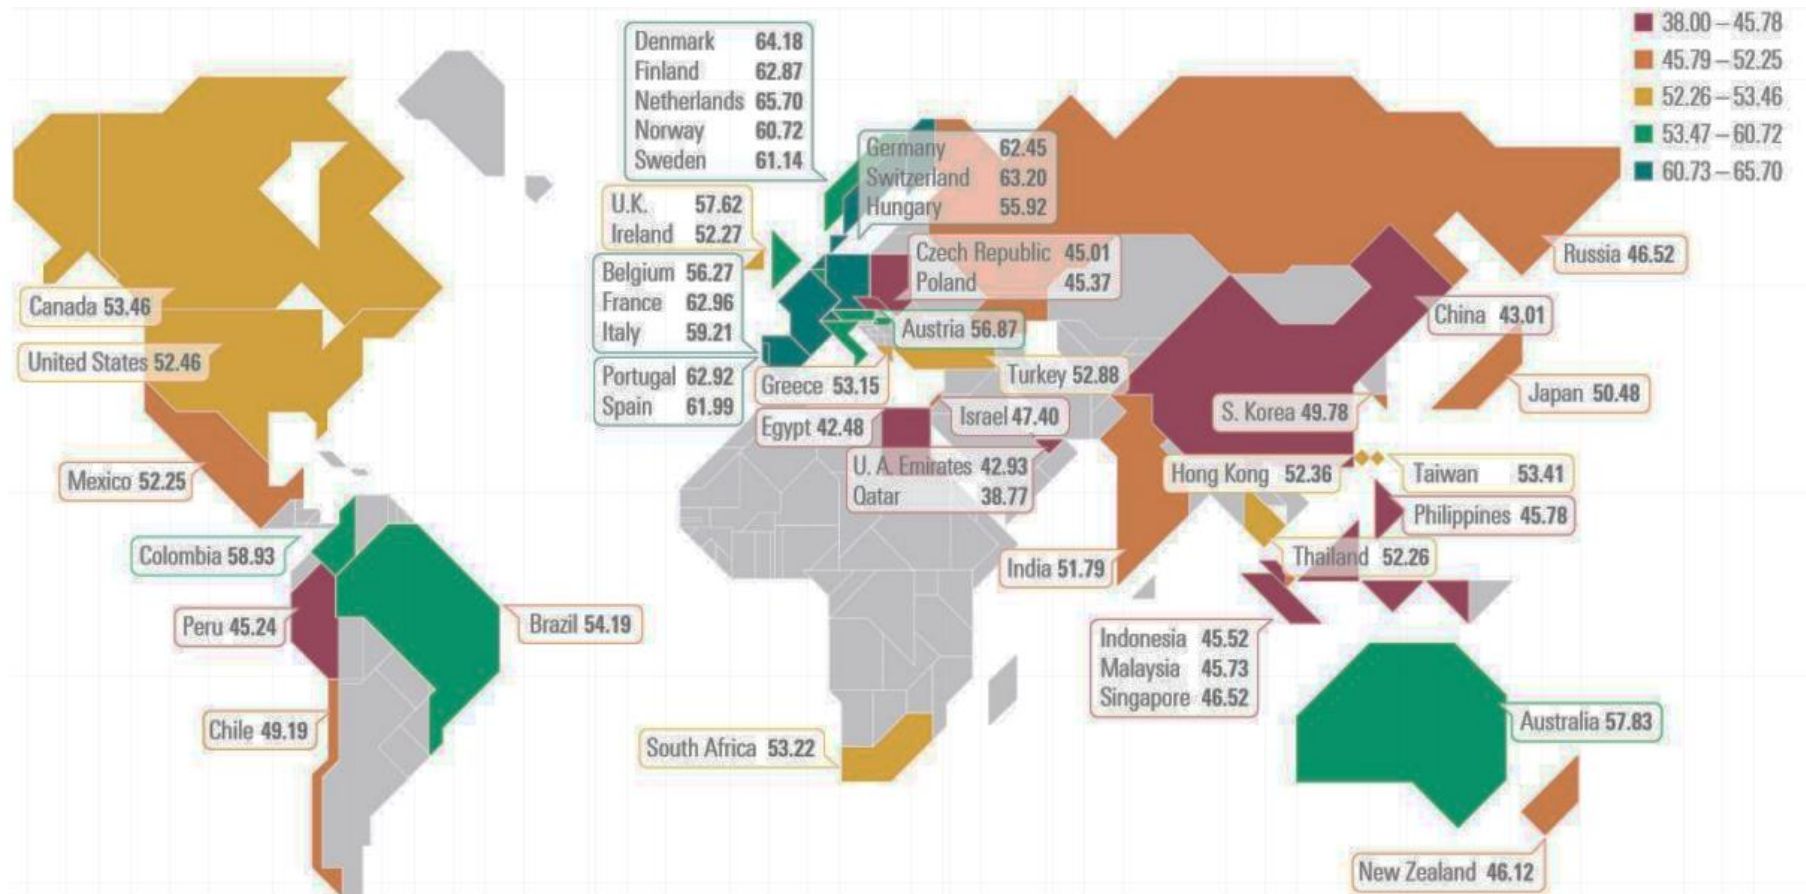 38.00 – 45.78
45.79 – 52.25
52.26 – 53.46
53.47 – 60.72
60.73 – 65.70
Denmark 64.18
Finland 62.87
Netherlands 65.70
Norway 60.72
Sweden 61.14
Germany 62.45
Switzerland 63.20
Hungary 55.92
U.K. 57.62
Ireland 52.27
Czech Republic 45.01
Poland 45.37
Russia 46.52
Belgium 56.27
France 62.96
Italy 59.21
Canada 53.46
Austria 56.87
China 43.01
United States 52.46
Portugal 62.92
Spain 61.99
Greece 53.15
Turkey 52.88
Japan 50.48
Egypt 42.48
Israel 47.40
S. Korea 49.78
Mexico 52.25
U. A. Emirates 42.93
Qatar 38.77
Hong Kong 52.36
Taiwan 53.41
Philippines 45.78
Colombia 58.93
India 51.79
Thailand 52.26
Peru 45.24
Brazil 54.19
Indonesia 45.52
Malaysia 45.73
Singapore 46.52
Chile 49.19
South Africa 53.22
Australia 57.83
New Zealand 46.12